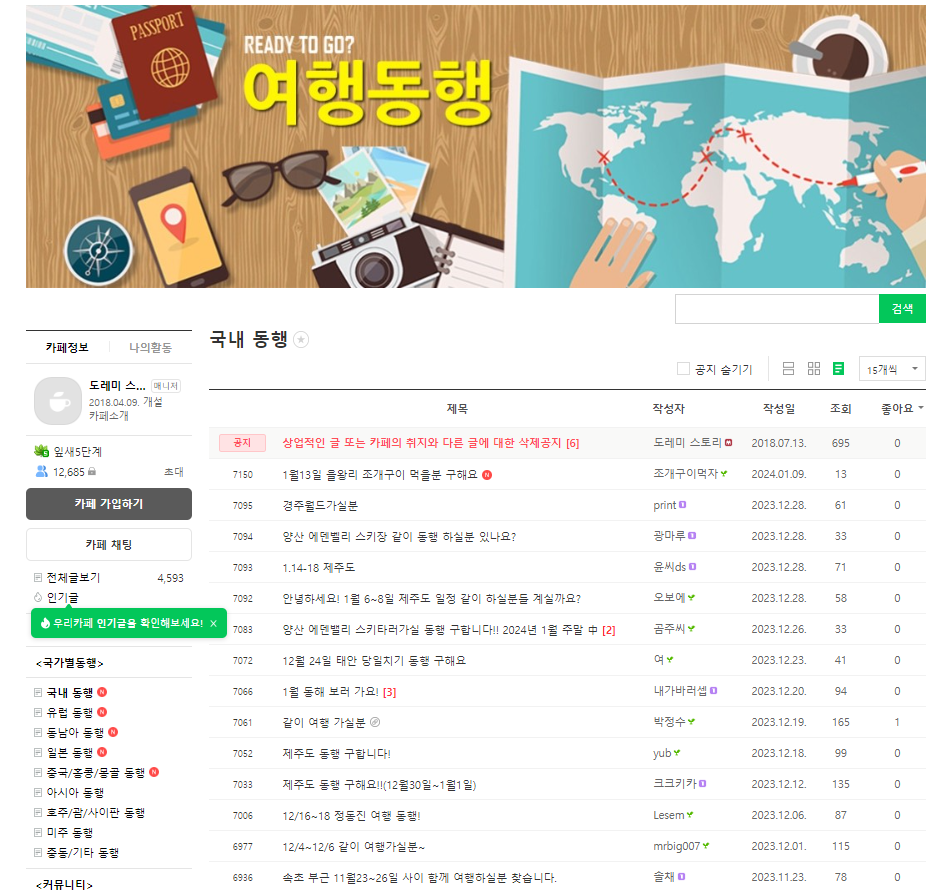 PASSPORT
READY TO GO?
여행동행
검색
카페정보 나의활동
도레미 스... 매니저
2018.04.09. 개설
카페소개
잎새5단계
12,685 초대
카페 가입하기
카페 채팅
전체글보기 4,593
인기글
우리카페 인기글을 확인해보세요! ×
<국가별동행>
국내 동행 N
유럽 동행 N
동남아 동행 N
일본 동행 N
중국/홍콩/몽골 동행 N
아시아 동행
호주/괌/사이판 동행
미주 동행
중동/기타 동행
<커뮤니티>
국내 동행
공지 숨기기 15개씩
제목 작성자 작성일 조회 좋아요
공지 상업적인 글 또는 카페의 취지와 다른 글에 대한 삭제공지 [6] 도레미 스토리 2018.07.13. 695 0
7150 1월13일 을왕리 조개구이 먹을분 구해요 N 조개구이먹자 2024.01.09. 13 0
7095 경주월드가실분 print 2023.12.28. 61 0
7094 양산 에덴벨리 스키장 같이 동행 하실분 있나요? 광마루 2023.12.28. 33 0
7093 1.14-18 제주도 윤씨ds 2023.12.28. 71 0
7092 안녕하세요! 1월 6~8일 제주도 일정 같이 하실분들 계실까요? 오보에 2023.12.28. 58 0
7083 양산 에덴밸리 스키타러가실 동행 구합니다!! 2024년 1월 주말 中 [2] 곰주씨 2023.12.26. 33 0
7072 12월 24일 태안 당일치기 동행 구해요 여 2023.12.23. 41 0
7066 1월 동해 보러 가요! [3] 내가바러셉 2023.12.20. 94 0
7061 같이 여행 가실분 박정수 2023.12.19. 165 1
7052 제주도 동행 구합니다! yub 2023.12.18. 99 0
7033 제주도 동행 구해요!!(12월30일~1월1일) 크크키카 2023.12.12. 135 0
7006 12/16~18 정동진 여행 동행! Lesem 2023.12.06. 87 0
6977 12/4~12/6 같이 여행가실분~ mrbig007 2023.12.01. 115 0
6936 속초 부근 11월23~26일 사이 함께 여행하실분 찾습니다. 솔채 2023.11.23. 78 0